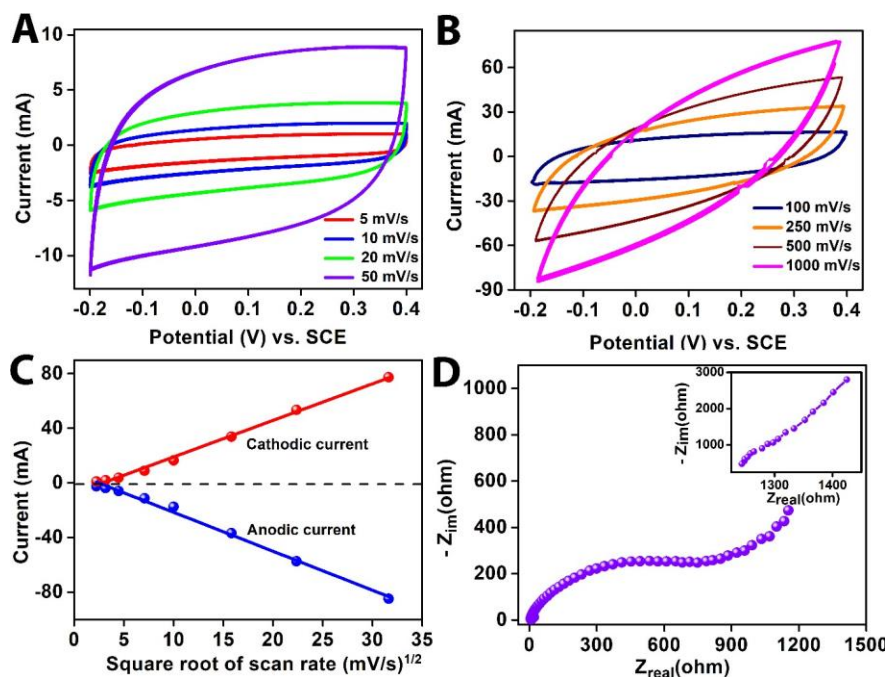 A
Currrent (mA)
10
5
0
-5
-10
-0.2
-0.1
0.0
0.1
0.2
0.3
0.4
5 mV/s
10 mV/s
20 mV/s
50 mV/s
Potential (V) vs. SCE
B
Currrent (mA)
60
30
0
-30
-60
-90
-0.2
-0.1
0.0
0.1
0.2
0.3
0.4
100 mV/s
250 mV/s
500 mV/s
1000 mV/s
Potential (V) vs. SCE
C
Current (mA)
80
40
0
-40
-80
Cathodic current
Anodic current
0
5
10
15
20
25
30
35
Square root of scan rate (mV/s)1/2
D
- Zim(ohm)
1000
800
600
400
200
0
0
300
600
900
1200
1500
Zreal(ohm)
- Zim(ohm)
3000
2000
1000
1300
1400
Zreal(ohm)